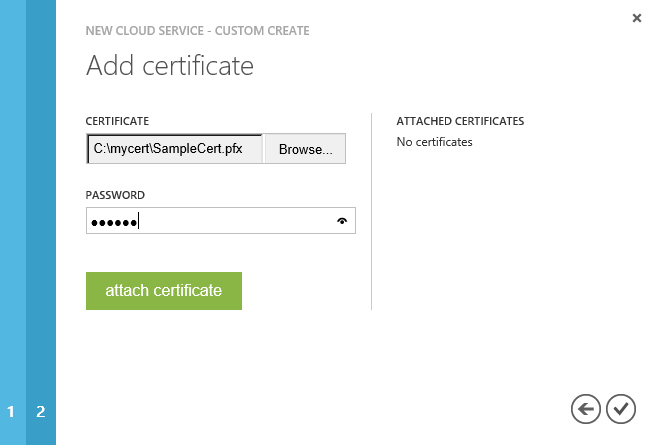 NEW CLOUD SERVICE - CUSTOM CREATE
Add certificate
CERTIFICATE
C:\mycert\SampleCert.pfx
Browse...
PASSWORD
●●●●●●
attach certificate
ATTACHED CERTIFICATES
No certificates
1
2